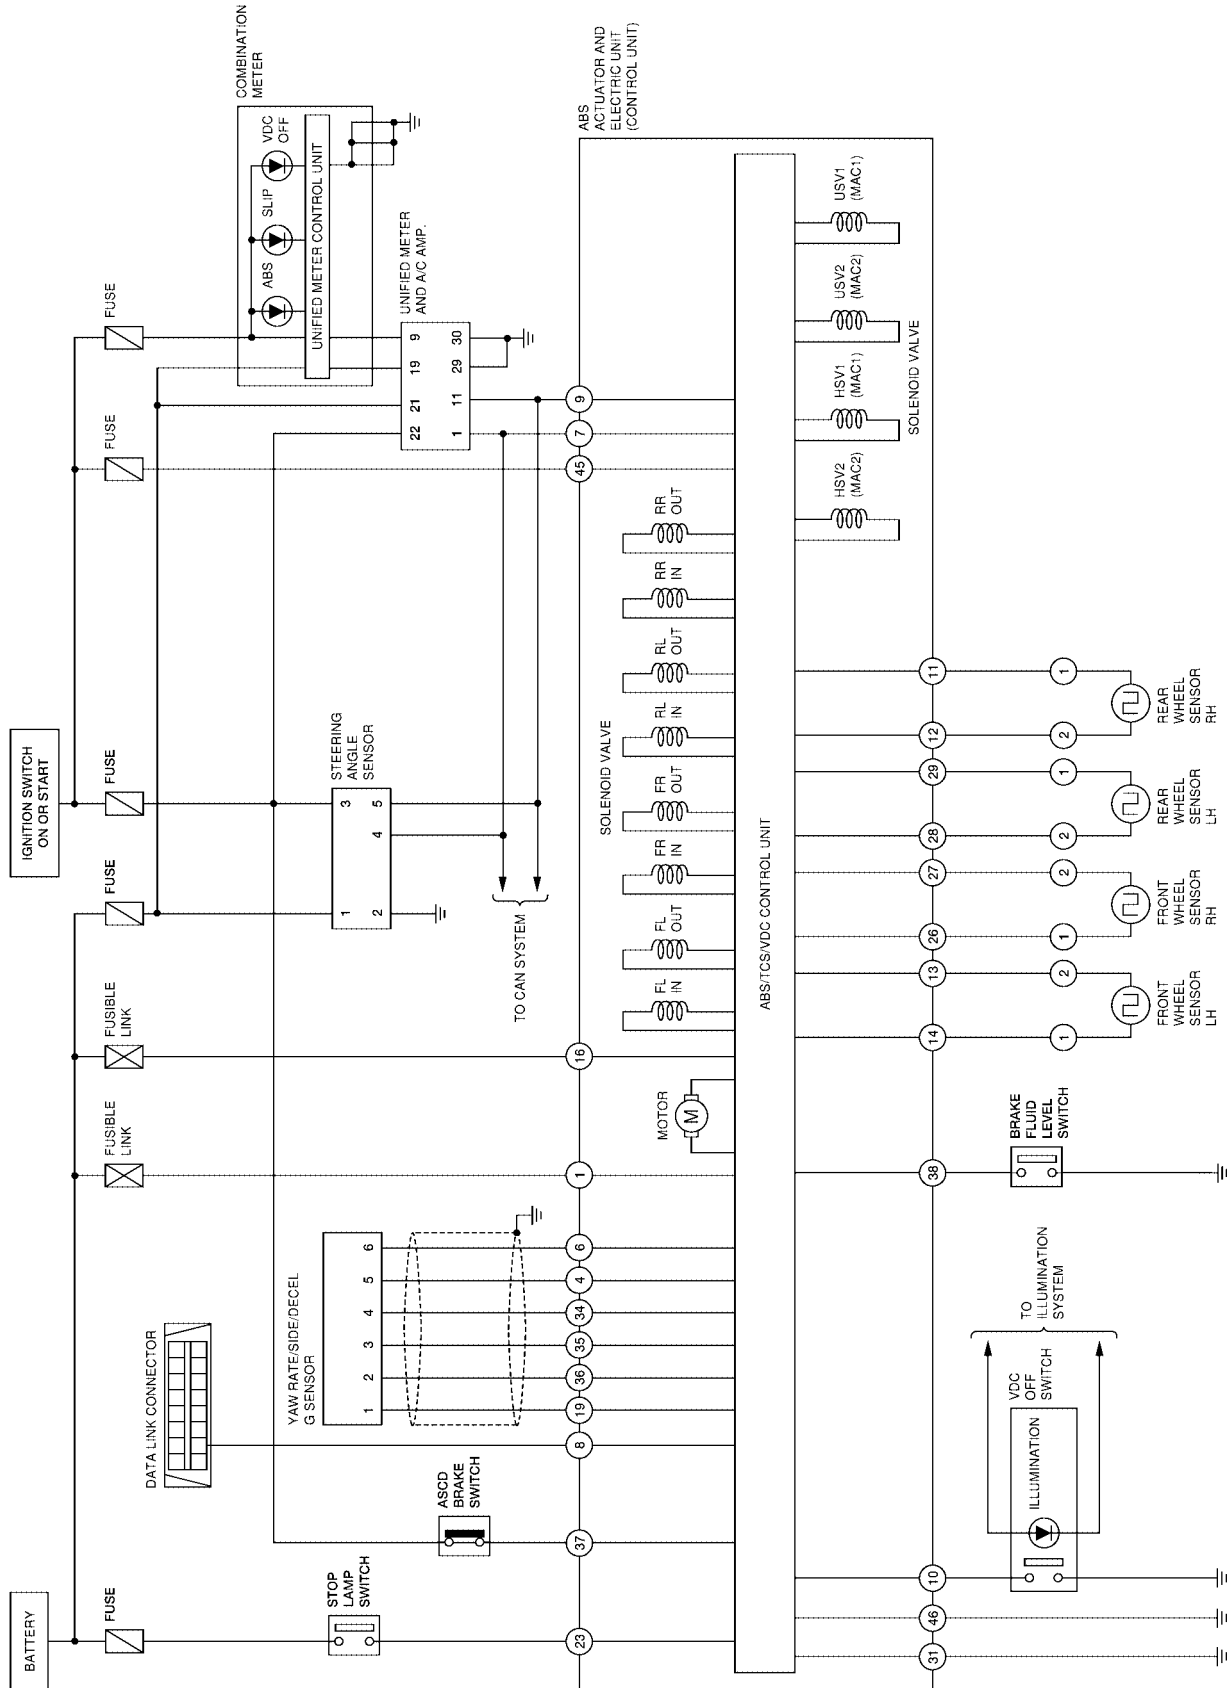 BATTERY
IGNITION SWITCH
ON OR START
FUSE
FUSIBLE
LINK
FUSIBLE
LINK
FUSE
FUSE
FUSE
FUSE
STOP
LAMP
SWITCH
ASCD
BRAKE
SWITCH
DATA LINK CONNECTOR
YAW RATE/SIDE/DECEL
G SENSOR
1
2
3
4
5
6
STEERING
ANGLE
SENSOR
1
3
2
4
5
TO CAN SYSTEM
COMBINATION
METER
ABS
SLIP
VDC
OFF
UNIFIED METER CONTROL UNIT
UNIFIED METER
AND A/C AMP.
22
21
19
9
1
11
29
30
ABS
ACTUATOR AND
ELECTRIC UNIT
(CONTROL UNIT)
23
37
8
19
36
35
34
4
6
1
16
45
7
9
MOTOR
M
SOLENOID VALVE
FL
IN
FL
OUT
FR
IN
FR
OUT
RL
IN
RL
OUT
RR
IN
RR
OUT
ABS/TCS/VDC CONTROL UNIT
HSV2
(MAC2)
HSV1
(MAC1)
USV2
(MAC2)
USV1
(MAC1)
SOLENOID VALVE
31
46
10
38
14
13
26
27
28
29
12
11
ILLUMINATION
VDC
OFF
SWITCH
TO
ILLUMINATION
SYSTEM
BRAKE
FLUID
LEVEL
SWITCH
1
2
1
2
2
1
2
1
FRONT
WHEEL
SENSOR
LH
FRONT
WHEEL
SENSOR
RH
REAR
WHEEL
SENSOR
LH
REAR
WHEEL
SENSOR
RH